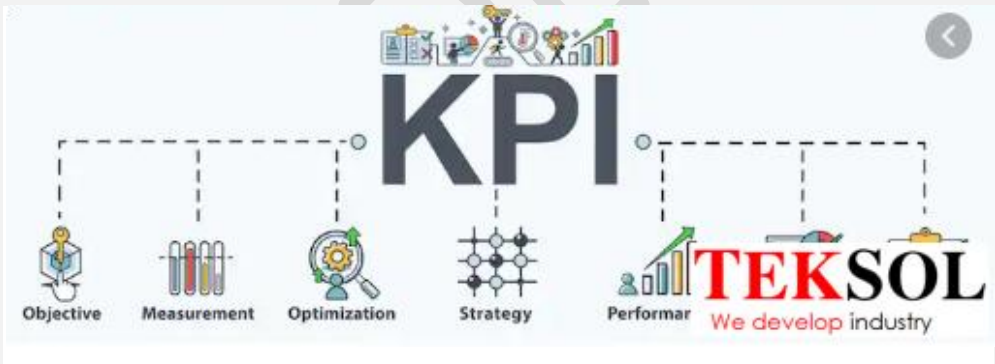 KPI
Objective
Measurement
Optimization
Strategy
TEKSOL
We develop industry